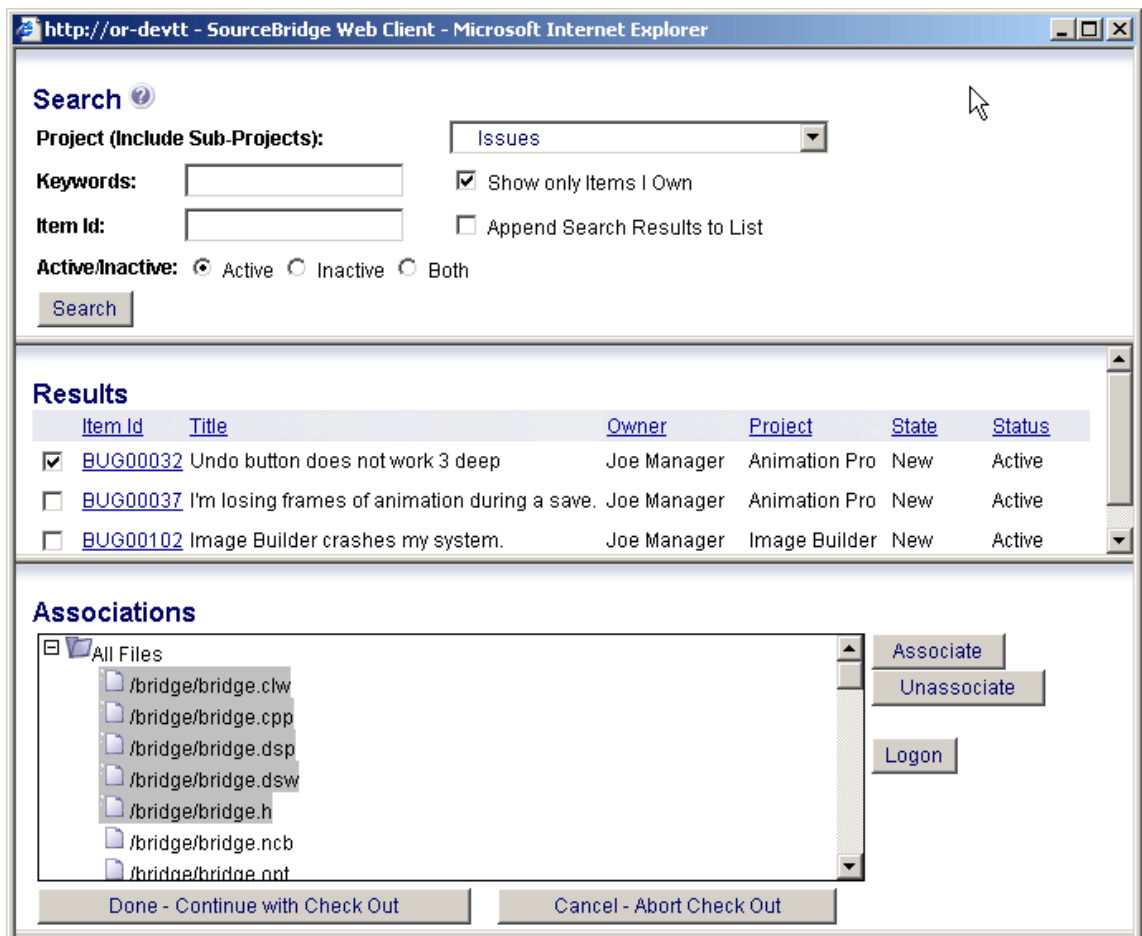 http://or-devtt - SourceBridge Web Client - Microsoft Internet Explorer
Search ?
Project (Include Sub-Projects): Issues
Keywords: Show only Items I Own
Item Id: Append Search Results to List
Active/Inactive: Active Inactive Both
Search
Results
Item Id Title Owner Project State Status
BUG00032 Undo button does not work 3 deep Joe Manager Animation Pro New Active
BUG00037 I'm losing frames of animation during a save. Joe Manager Animation Pro New Active
BUG00102 Image Builder crashes my system. Joe Manager Image Builder New Active
Associations
All Files
Associate
/bridge/bridge.clw
Unassociate
/bridge/bridge.cpp
/bridge/bridge.dsp
Logon
/bridge/bridge.dsw
/bridge/bridge.h
/bridge/bridge.ncb
/bridge/bridge.opt
Done - Continue with Check Out Cancel - Abort Check Out